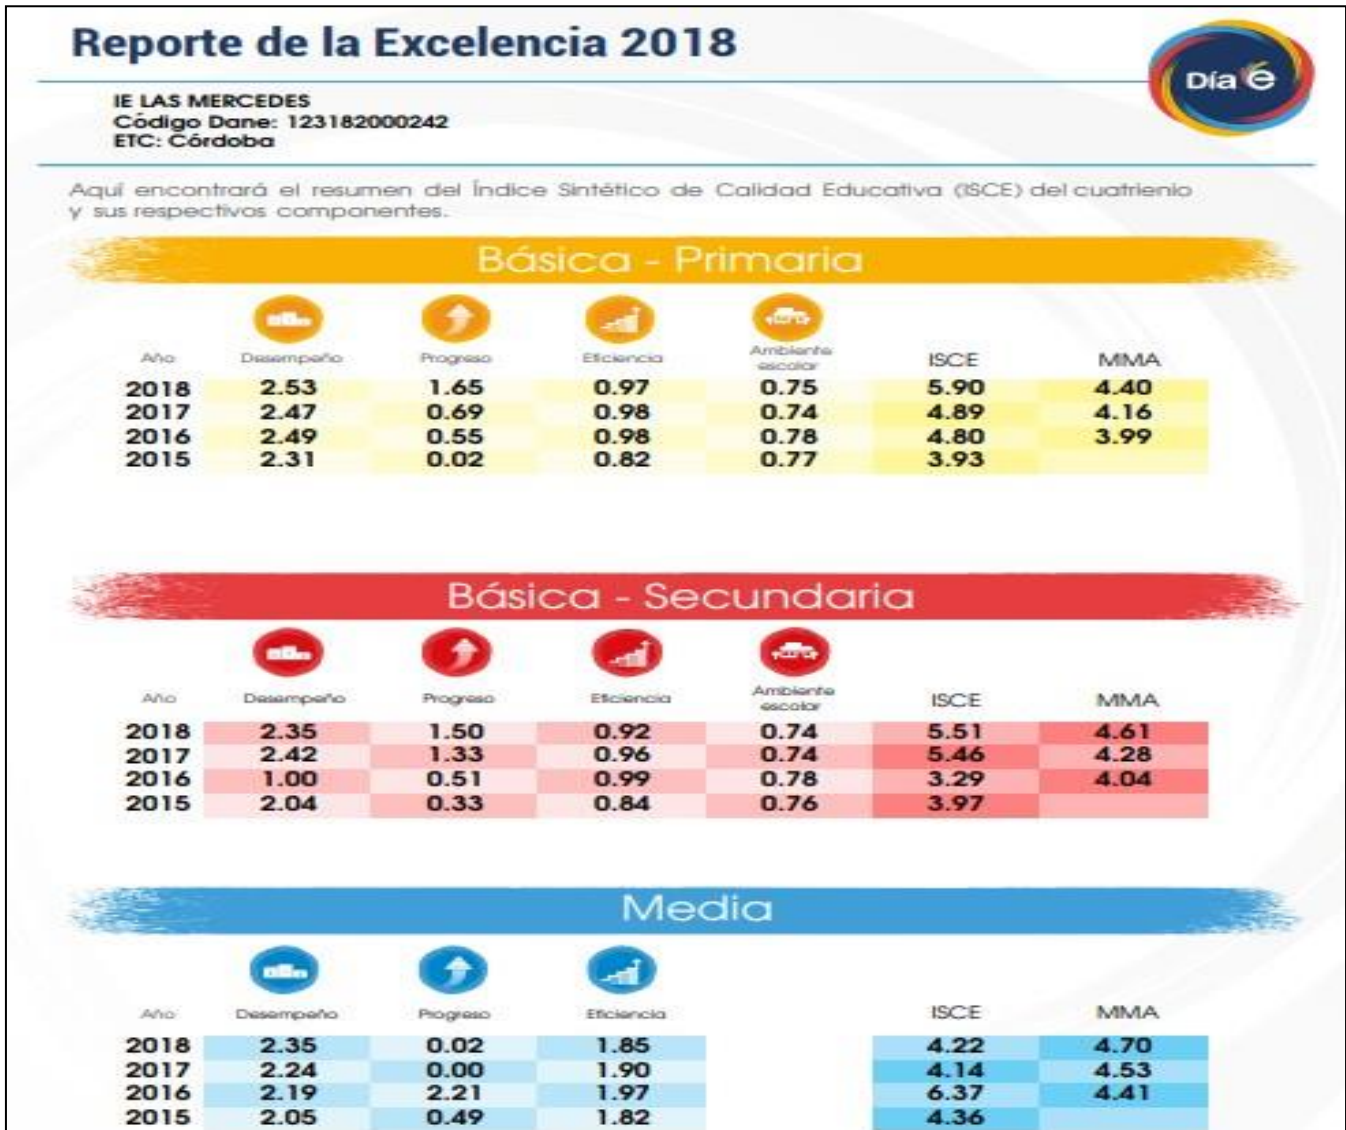 Reporte de la Excelencia 2018
Día é
IE LAS MERCEDES
Código Dane: 123182000242
ETC: Córdoba
Aquí encontrará el resumen del Índice Sintético de Calidad Educativa (ISCE) del cuatrienio
y sus respectivos componentes.
Básica - Primaria
Año Desempeño Progreso Eficiencia Ambiente escolar ISCE MMA
2018 2.53 1.65 0.97 0.75 5.90 4.40
2017 2.47 0.69 0.98 0.74 4.89 4.16
2016 2.49 0.55 0.98 0.78 4.80 3.99
2015 2.31 0.02 0.82 0.77 3.93
Básica - Secundaria
Año Desempeño Progreso Eficiencia Ambiente escolar ISCE MMA
2018 2.35 1.50 0.92 0.74 5.51 4.61
2017 2.42 1.33 0.96 0.74 5.46 4.28
2016 1.00 0.51 0.99 0.78 3.29 4.04
2015 2.04 0.33 0.84 0.76 3.97
Media
Año Desempeño Progreso Eficiencia ISCE MMA
2018 2.35 0.02 1.85 4.22 4.70
2017 2.24 0.00 1.90 4.14 4.53
2016 2.19 2.21 1.97 6.37 4.41
2015 2.05 0.49 1.82 4.36